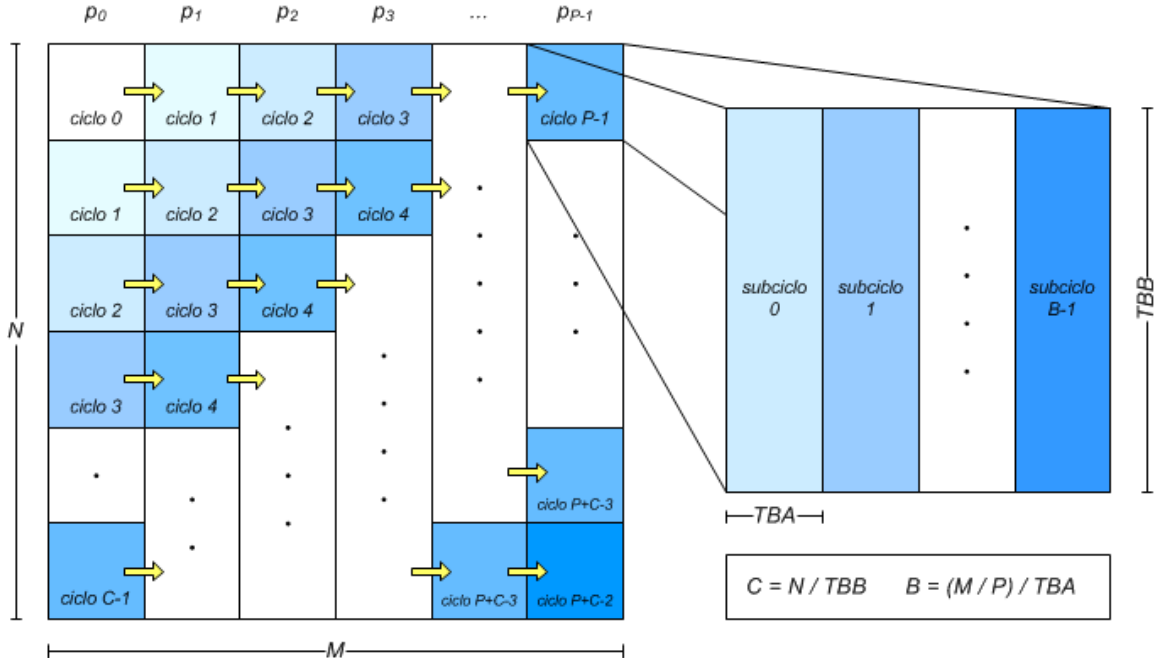 p0 p1 p2 p3 ... pP-1
ciclo 0 ciclo 1 ciclo 2 ciclo 3 ciclo P-1
ciclo 1 ciclo 2 ciclo 3 ciclo 4
ciclo 2 ciclo 3 ciclo 4
ciclo 3 ciclo 4
ciclo P+C-3
ciclo C-1 ciclo P+C-3 ciclo P+C-2
N
M
subciclo
0
subciclo
1
subciclo
B-1
TBB
TBA
C = N / TBB B = (M / P) / TBA